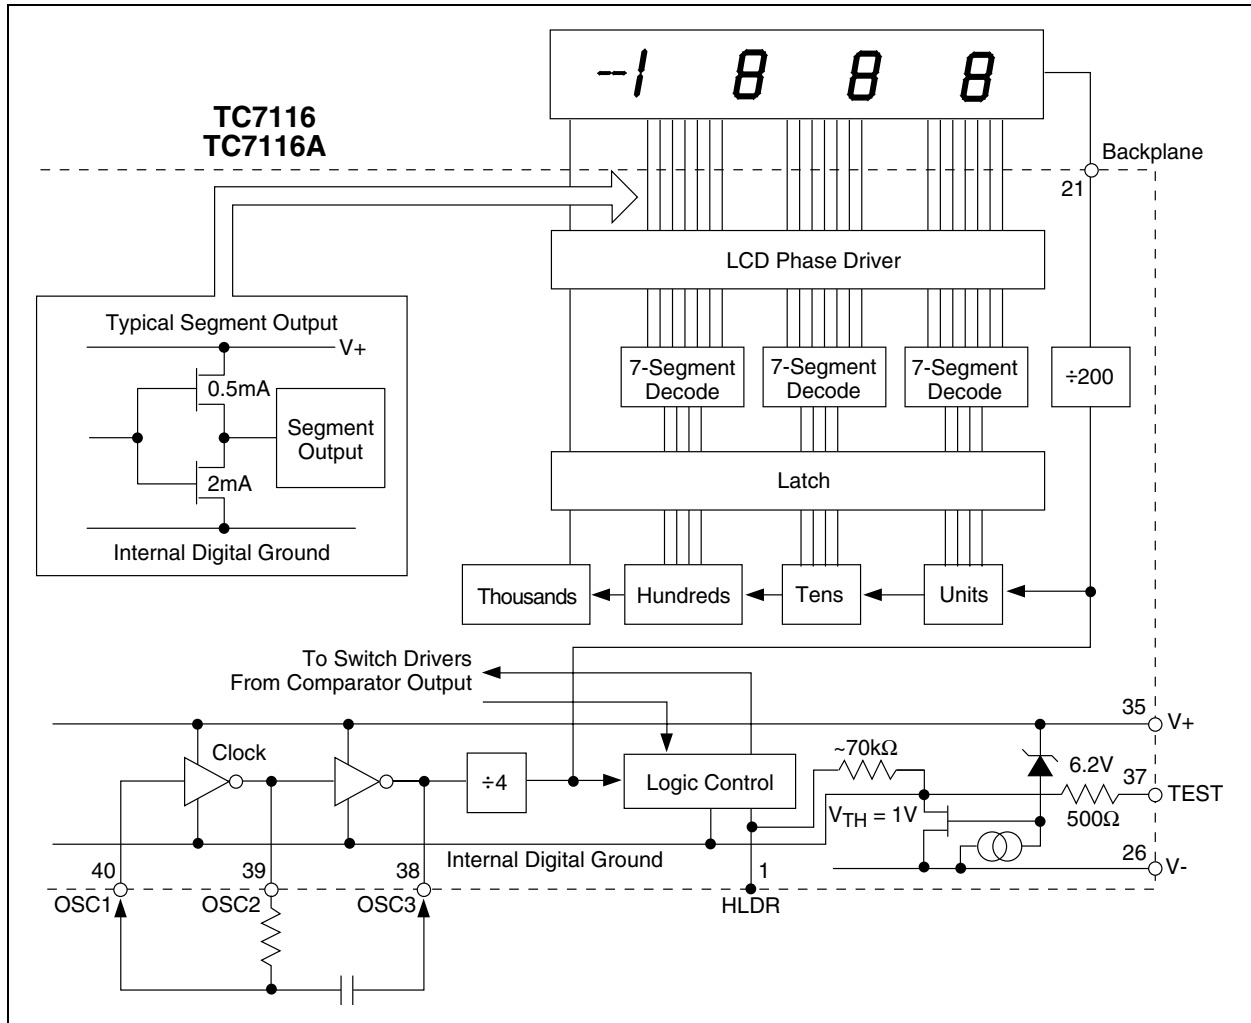 -1 8 8 8
TC7116
TC7116A
Backplane
21
LCD Phase Driver
Typical Segment Output
V+
0.5mA
Segment
Output
2mA
Internal Digital Ground
7-Segment
Decode
7-Segment
Decode
7-Segment
Decode
÷200
Latch
Thousands
Hundreds
Tens
Units
To Switch Drivers
From Comparator Output
35
V+
Clock
~70kΩ
6.2V
37
÷4
Logic Control
TEST
VTH = 1V
500Ω
Internal Digital Ground
40
39
38
1
26
V-
OSC1
OSC2
OSC3
HLDR